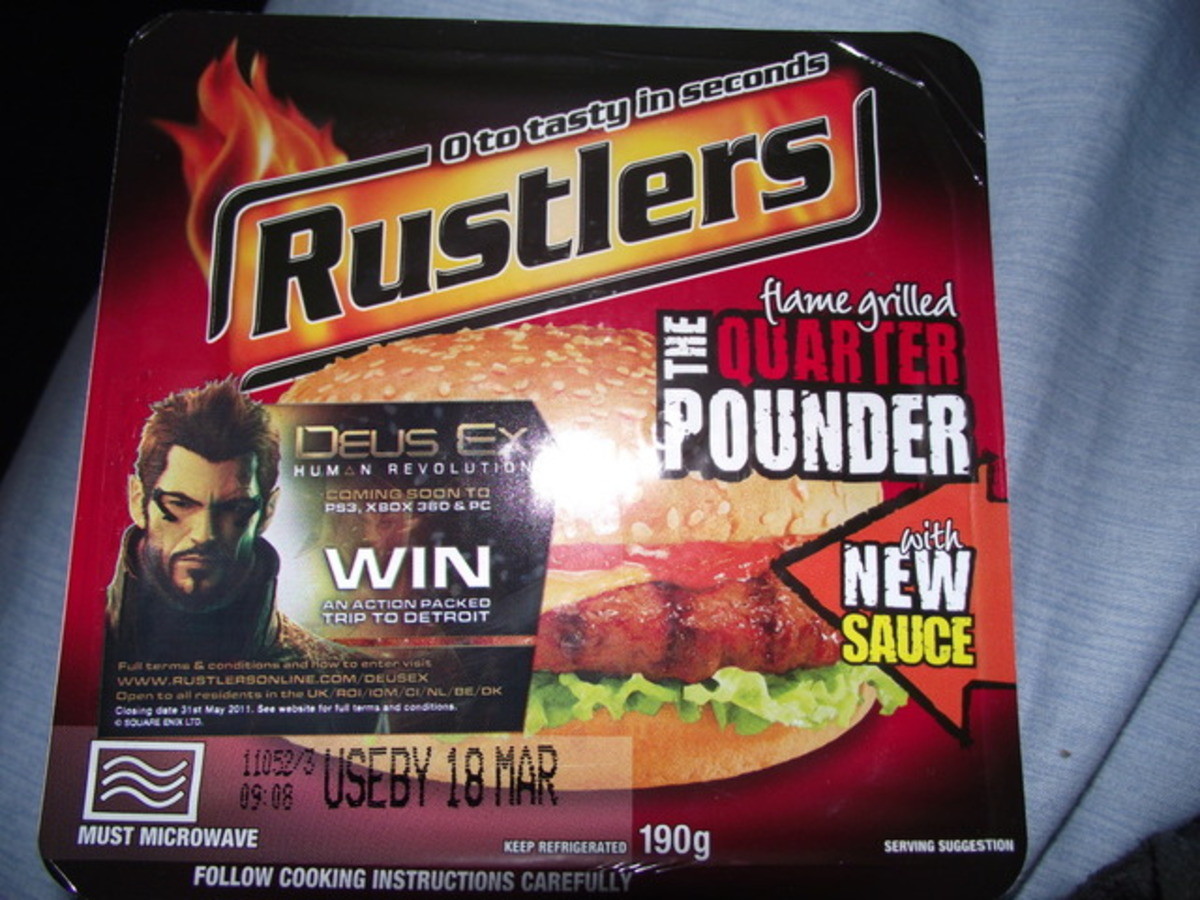 0 to tasty in seconds
Rustlers
flame grilled
THE QUARTER
POUNDER
DEUS EX
HUMAN REVOLUTION
COMING SOON TO
PS3, XBOX 360 & PC
WIN
AN ACTION PACKED
TRIP TO DETROIT
with
NEW
SAUCE
Full terms & conditions and how to enter visit
WWW.RUSTLERSONLINE.COM/DEUSEX
Open to all residents in the UK/ROI/IOM/CI/NL/BE/DK
Closing date 31st May 2011. See website for full terms and conditions.
© SQUARE ENIX LTD.
11052/3
09:08
USEBY 18 MAR
MUST MICROWAVE
KEEP REFRIGERATED 190g
SERVING SUGGESTION
FOLLOW COOKING INSTRUCTIONS CAREFULLY